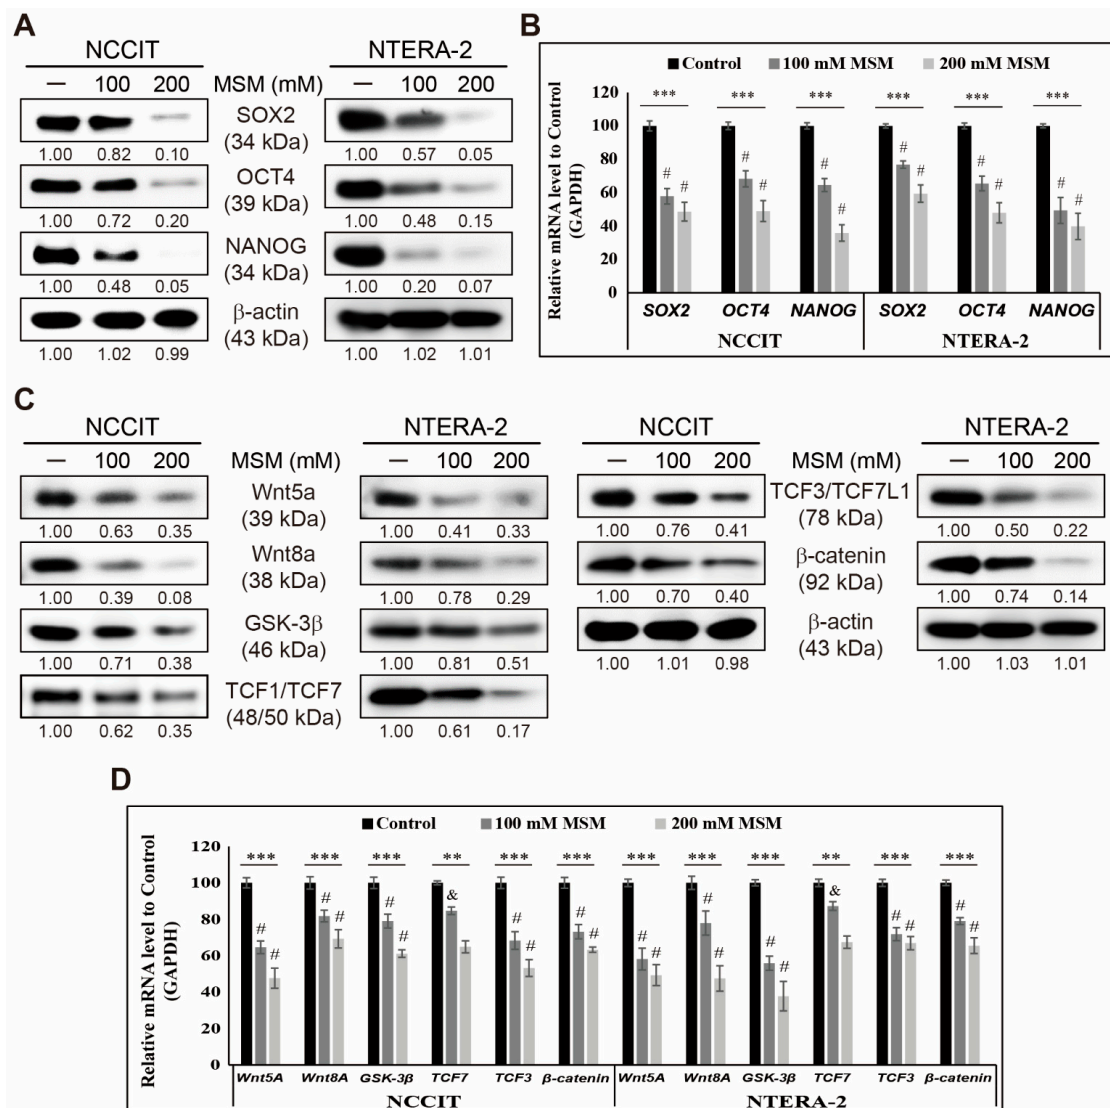 A
NCCIT
NTERA-2
— 100 200 MSM (mM) — 100 200
SOX2
(34 kDa)
1.00 0.82 0.10
1.00 0.57 0.05
OCT4
(39 kDa)
1.00 0.72 0.20
1.00 0.48 0.15
NANOG
(34 kDa)
1.00 0.48 0.05
1.00 0.20 0.07
β-actin
(43 kDa)
1.00 1.02 0.99
1.00 1.02 1.01
B
Control 100 mM MSM 200 mM MSM
Relative mRNA level to Control
(GAPDH)
120
100
80
60
40
20
0
*** *** *** *** *** ***
# # # # # # # # # # # #
SOX2 OCT4 NANOG SOX2 OCT4 NANOG
NCCIT NTERA-2
C
NCCIT
NTERA-2
— 100 200 MSM (mM) — 100 200
Wnt5a
(39 kDa)
1.00 0.63 0.35
1.00 0.41 0.33
Wnt8a
(38 kDa)
1.00 0.39 0.08
1.00 0.78 0.29
GSK-3β
(46 kDa)
1.00 0.71 0.38
1.00 0.81 0.51
TCF1/TCF7
(48/50 kDa)
1.00 0.62 0.35
1.00 0.61 0.17
NCCIT
NTERA-2
— 100 200 MSM (mM) — 100 200
TCF3/TCF7L1
(78 kDa)
1.00 0.76 0.41
1.00 0.50 0.22
β-catenin
(92 kDa)
1.00 0.70 0.40
1.00 0.74 0.14
β-actin
(43 kDa)
1.00 1.01 0.98
1.00 1.03 1.01
D
Control 100 mM MSM 200 mM MSM
Relative mRNA level to Control
(GAPDH)
120
100
80
60
40
20
0
*** *** *** ** *** *** *** *** *** ** *** ***
# # # # # # & # # # # # # # # # # & # # # #
Wnt5A Wnt8A GSK-3β TCF7 TCF3 β-catenin Wnt5A Wnt8A GSK-3β TCF7 TCF3 β-catenin
NCCIT NTERA-2